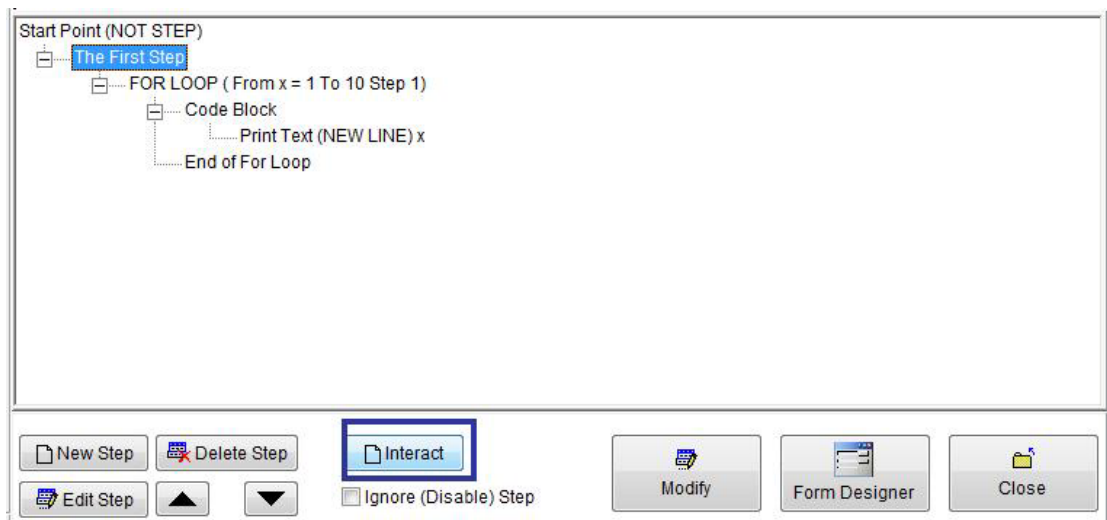 Start Point (NOT STEP)
The First Step
FOR LOOP ( From x = 1 To 10 Step 1)
Code Block
Print Text (NEW LINE) x
End of For Loop
New Step
Delete Step
Interact
Edit Step
Ignore (Disable) Step
Modify
Form Designer
Close